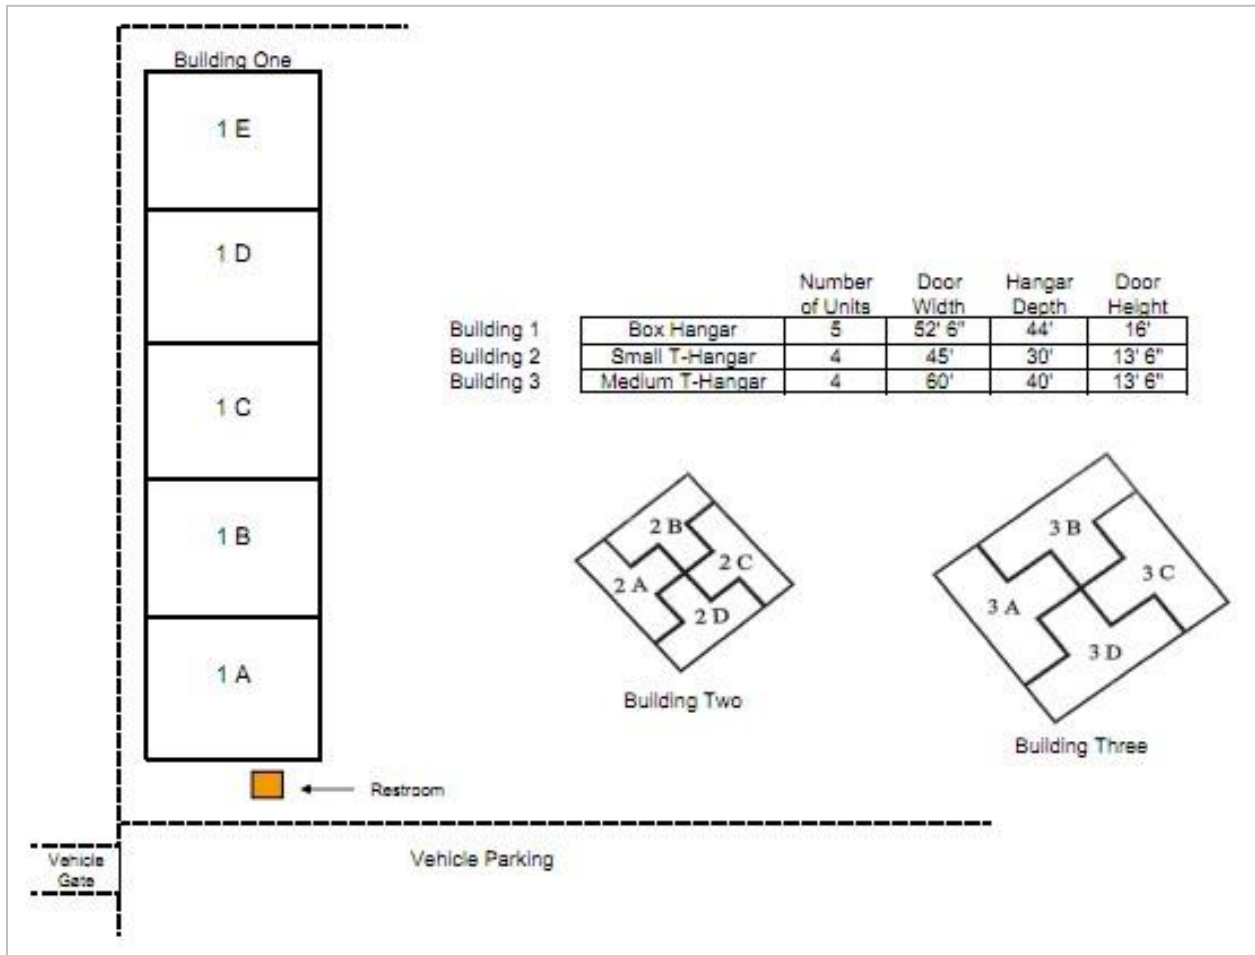 Building One
1 E
1 D
1 C
1 B
1 A
Number of Units Door Width Hangar Depth Door Height
Building 1 Box Hangar 5 52' 6" 44' 16'
Building 2 Small T-Hangar 4 45' 30' 13' 6"
Building 3 Medium T-Hangar 4 60' 40' 13' 6"
2 B
2 C
2 A
2 D
Building Two
3 B
3 C
3 A
3 D
Building Three
Restroom
Vehicle Gate
Vehicle Parking